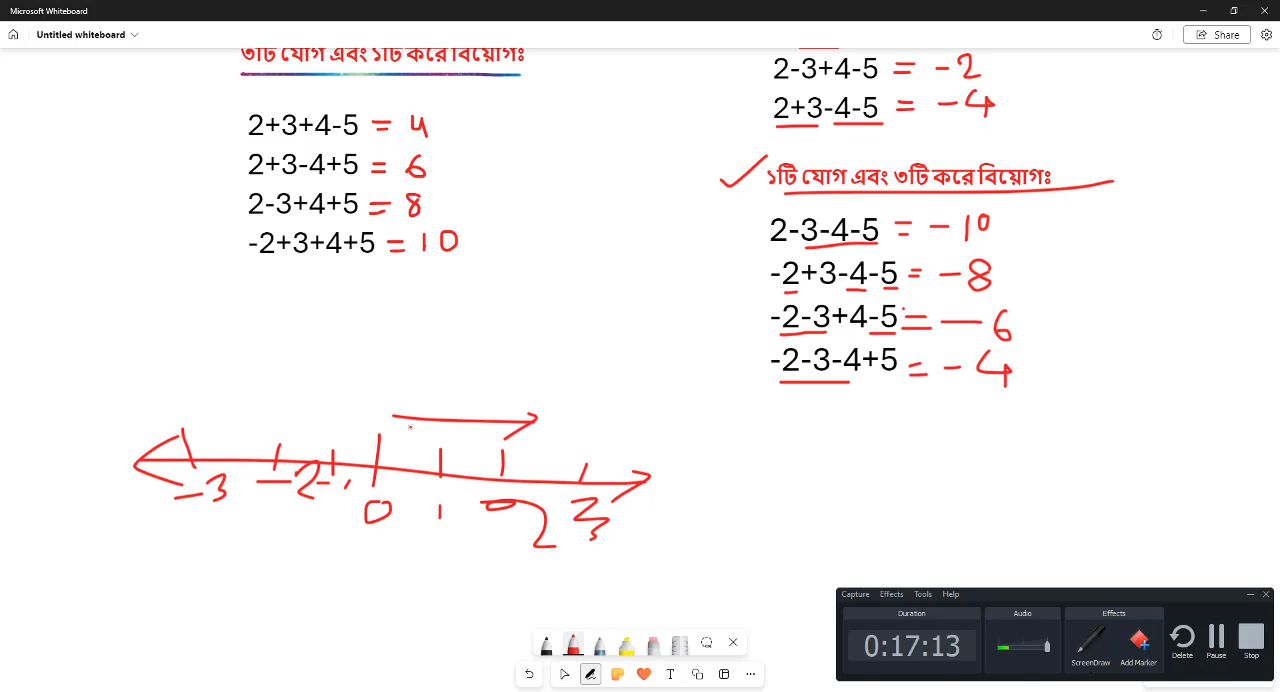 Microsoft Whiteboard
Untitled whiteboard
Share
৩টি যোগ এবং ১টি করে বিয়োগঃ
2+3+4-5 = 4
2+3-4+5 = 6
2-3+4+5 = 8
-2+3+4+5 = 10
2-3+4-5 = -2
2+3-4-5 = -4
১টি যোগ এবং ৩টি করে বিয়োগঃ
2-3-4-5 = -10
-2+3-4-5 = -8
-2-3+4-5 = -6
-2-3-4+5 = -4
-3 -2 -1 0 1 2 3
Capture Effects Tools Help
Duration Audio Effects
0:17:13
ScreenDraw Add Marker Delete Pause Stop